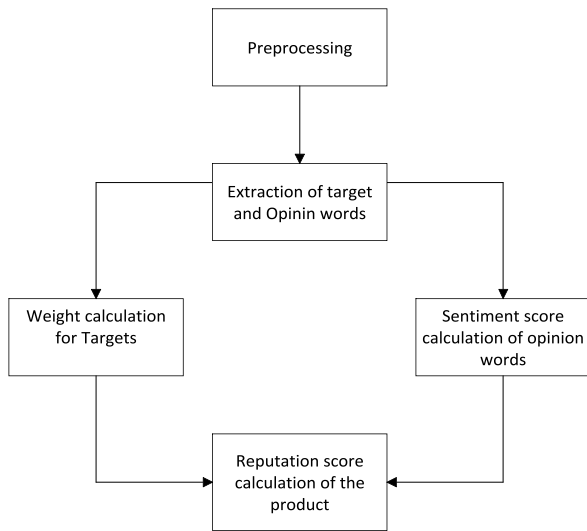 Preprocessing
Extraction of target
and Opinin words
Weight calculation
for Targets
Sentiment score
calculation of opinion
words
Reputation score
calculation of the
product